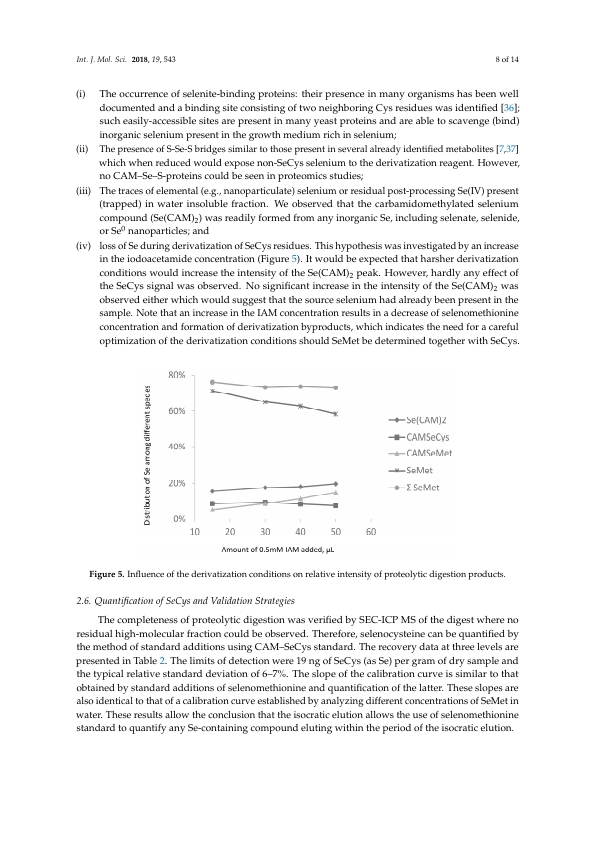 Int. J. Mol. Sci. 2018, 19, 543
8 of 14
(i) The occurrence of selenite-binding proteins: their presence in many organisms has been well
documented and a binding site consisting of two neighboring Cys residues was identified [36];
such easily-accessible sites are present in many yeast proteins and are able to scavenge (bind)
inorganic selenium present in the growth medium rich in selenium;
(ii) The presence of S-Se-S bridges similar to those present in several already identified metabolites [7,37]
which when reduced would expose non-SeCys selenium to the derivatization reagent. However,
no CAM–Se–S-proteins could be seen in proteomics studies;
(iii) The traces of elemental (e.g., nanoparticulate) selenium or residual post-processing Se(IV) present
(trapped) in water insoluble fraction. We observed that the carbamidomethylated selenium
compound (Se(CAM)2) was readily formed from any inorganic Se, including selenate, selenide,
or Se0 nanoparticles; and
(iv) loss of Se during derivatization of SeCys residues. This hypothesis was investigated by an increase
in the iodoacetamide concentration (Figure 5). It would be expected that harsher derivatization
conditions would increase the intensity of the Se(CAM)2 peak. However, hardly any effect of
the SeCys signal was observed. No significant increase in the intensity of the Se(CAM)2 was
observed either which would suggest that the source selenium had already been present in the
sample. Note that an increase in the IAM concentration results in a decrease of selenomethionine
concentration and formation of derivatization byproducts, which indicates the need for a careful
optimization of the derivatization conditions should SeMet be determined together with SeCys.
Distribution of Se among different species
80%
60%
40%
20%
0%
10 20 30 40 50 60
Amount of 0.5mM IAM added, µL
Se(CAM)2
CAMSeCys
CAMSeMet
SeMet
Σ SeMet
Figure 5. Influence of the derivatization conditions on relative intensity of proteolytic digestion products.
2.6. Quantification of SeCys and Validation Strategies
The completeness of proteolytic digestion was verified by SEC-ICP MS of the digest where no
residual high-molecular fraction could be observed. Therefore, selenocysteine can be quantified by
the method of standard additions using CAM–SeCys standard. The recovery data at three levels are
presented in Table 2. The limits of detection were 19 ng of SeCys (as Se) per gram of dry sample and
the typical relative standard deviation of 6–7%. The slope of the calibration curve is similar to that
obtained by standard additions of selenomethionine and quantification of the latter. These slopes are
also identical to that of a calibration curve established by analyzing different concentrations of SeMet in
water. These results allow the conclusion that the isocratic elution allows the use of selenomethionine
standard to quantify any Se-containing compound eluting within the period of the isocratic elution.